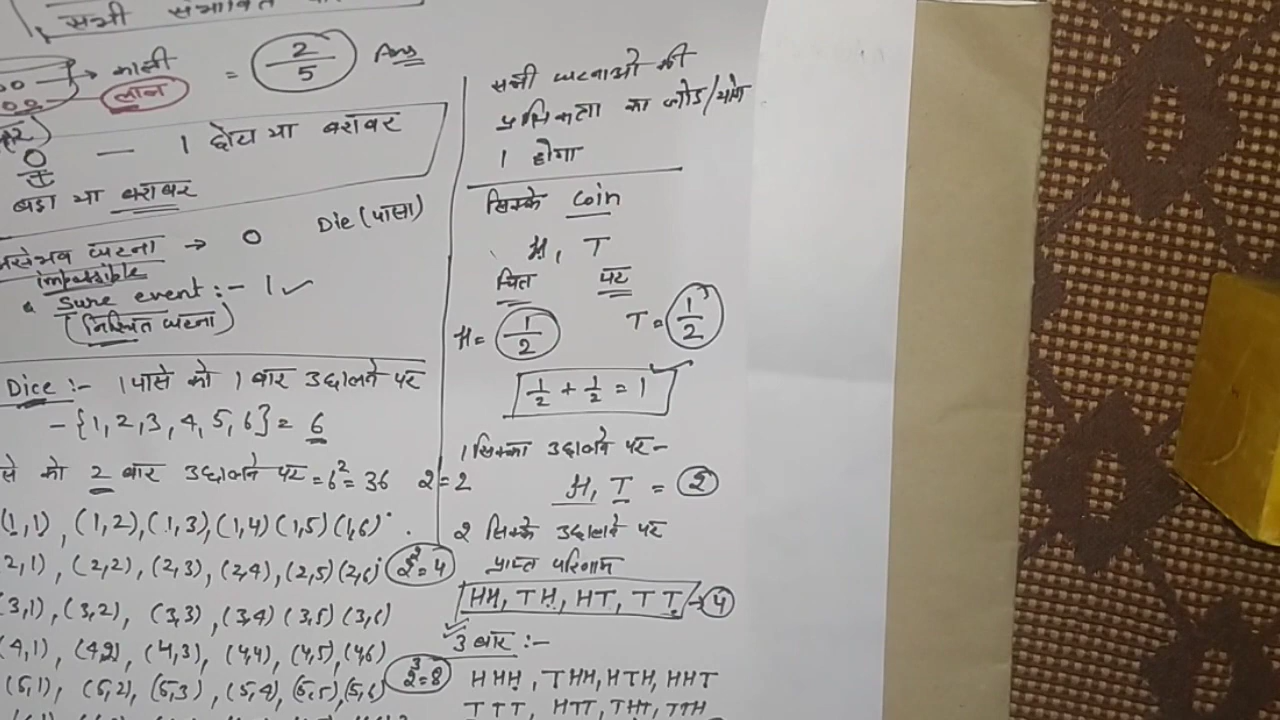 सभी संभावित
काली
लाल
= 2/5 Ans
0 — 1 छोटा या बराबर
बड़ा या बराबर
घटना → 0
impossible
Sure event :- 1 ✓
(निश्चित घटना)
Die (पासा)
Dice :- 1 पासे को 1 बार उछालने पर
- {1, 2, 3, 4, 5, 6} = 6
से को 2 बार उछालने पर = 6² = 36
(1,1), (1,2), (1,3), (1,4) (1,5) (1,6)
2,1), (2,2), (2,3), (2,4), (2,5) (2,6)
(3,1), (3,2), (3,3), (3,4) (3,5) (3,6)
(4,1), (4,2), (4,3), (4,4), (4,5), (4,6)
(5,1), (5,2), (5,3), (5,4), (5,5), (5,6)
सभी घटनाओ की
प्रायिकता का जोड़/योग
1 होगा
सिक्के Coin
H, T
चित पट
H = 1/2 T = 1/2
1/2 + 1/2 = 1
1 सिक्का उछालने पर -
2 = 2 H, T = 2
2 सिक्के उछालने पर
प्राप्त परिणाम
2² = 4
HH, TH, HT, TT → 4
3 बार :-
2³ = 8
HHH, THH, HTH, HHT
TTT, HTT, THT, TTH